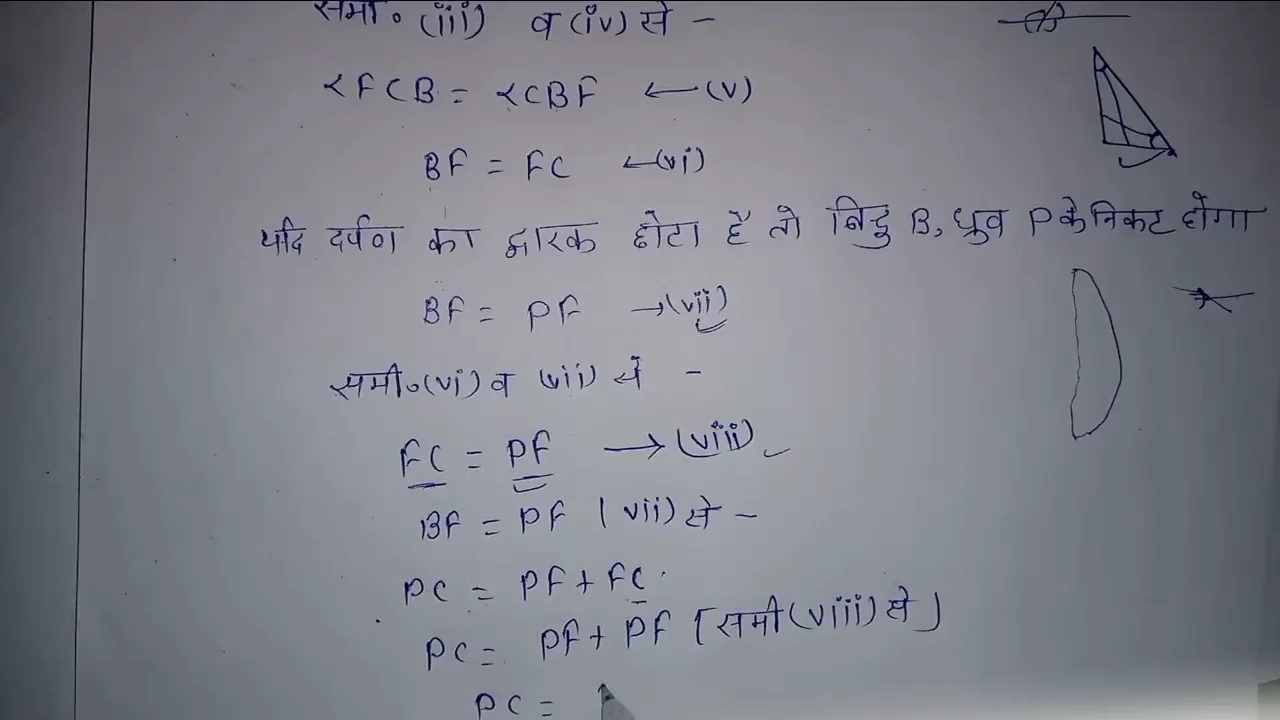 समी० (iii) व (iv) से -
∠FCB = ∠CBF ← (v)
BF = FC ← (vi)
यदि दर्पण का द्वारक छोटा है तो बिंदु B, ध्रुव P के निकट होगा
BF = PF → (vii)
समी०(vi) व (vii) से -
FC = PF → (viii)
BF = PF (vii) से -
PC = PF + FC
PC = PF + PF [समी (viii) से]
PC =